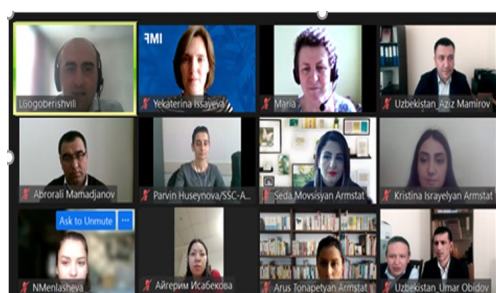 IMF
LGogoberishvili
Yekaterina Issayeva
Maria
Uzbekistan_Aziz Mamirov
Abrorali Mamadjanov
Parvin Huseynova/SSC-A...
Seda Movsisyan Armstat
Kristina Israyelyan Armstat
Ask to Unmute ...
NMenlasheva
Айгерим Исабекова
Arus Tonapetyan Armstat
Uzbekistan_Umar Obidov